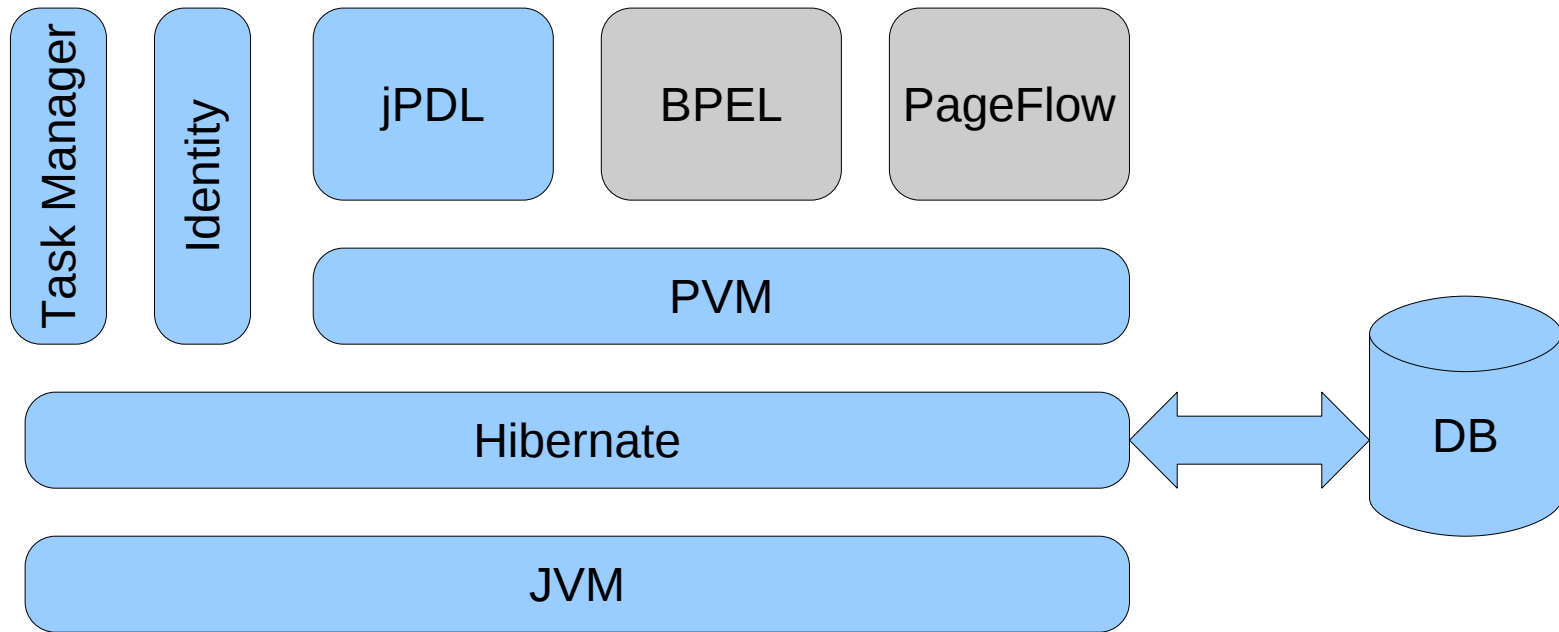 Task Manager
Identity
jPDL
BPEL
PageFlow
PVM
Hibernate
DB
JVM